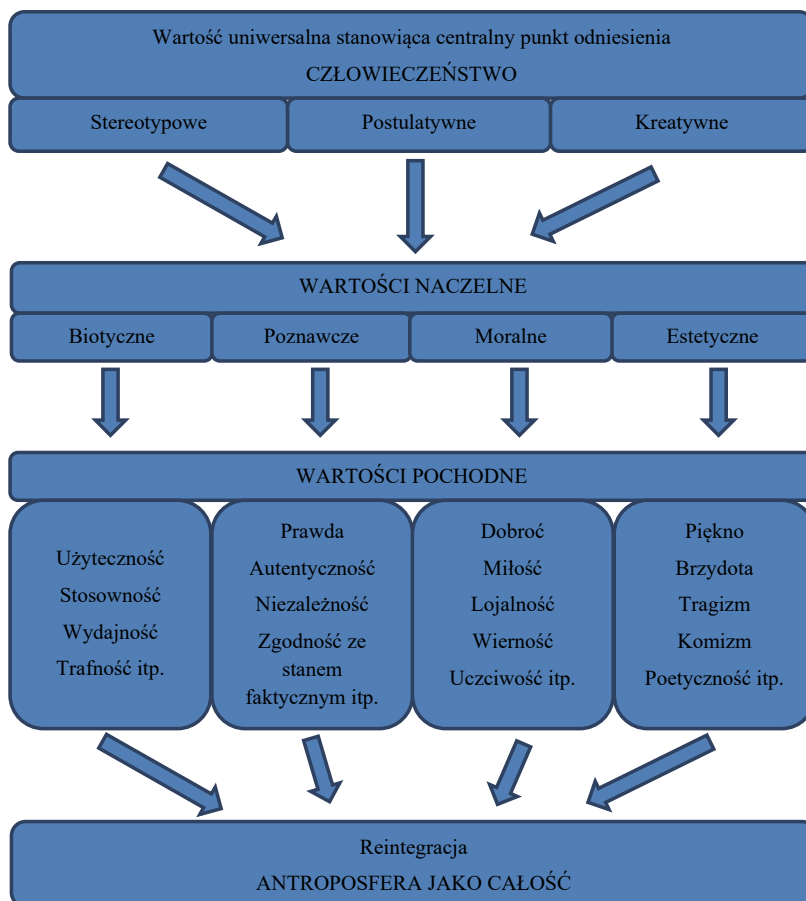 Wartość uniwersalna stanowiąca centralny punkt odniesienia
CZŁOWIECZEŃSTWO
Stereotypowe
Postulatywne
Kreatywne
WARTOŚCI NACZELNE
Biotyczne
Poznawcze
Moralne
Estetyczne
WARTOŚCI POCHODNE
Użyteczność
Stosowność
Wydajność
Trafność itp.
Prawda
Autentyczność
Niezależność
Zgodność ze
stanem
faktycznym itp.
Dobroć
Miłość
Lojalność
Wierność
Uczciwość itp.
Piękno
Brzydota
Tragizm
Komizm
Poetyczność itp.
Reintegracja
ANTROPOSFERA JAKO CAŁOŚĆ